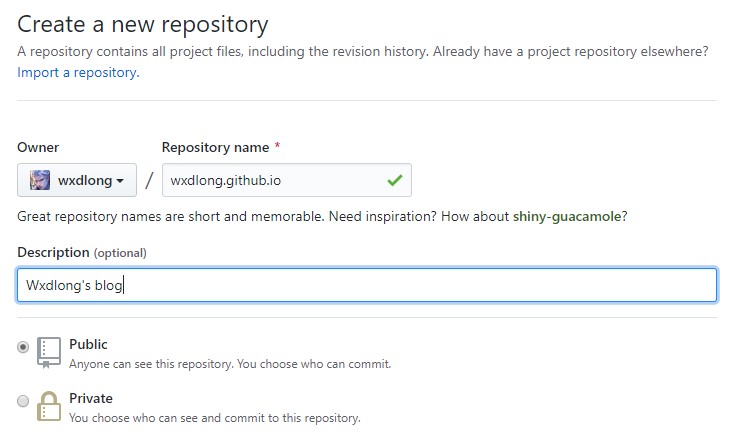 Create a new repository
A repository contains all project files, including the revision history. Already have a project repository elsewhere?
Import a repository.
Owner
Repository name *
wxdlong / wxdlong.github.io
Great repository names are short and memorable. Need inspiration? How about shiny-guacamole?
Description (optional)
Wxdlong's blog
Public
Anyone can see this repository. You choose who can commit.
Private
You choose who can see and commit to this repository.